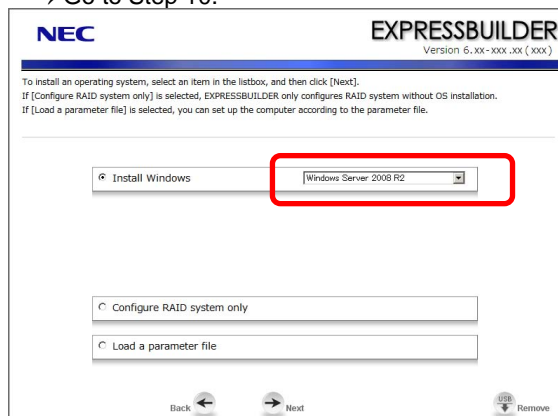 Go to Step 10.
NEC
EXPRESSBUILDER
Version 6.xx-xxx.xx (xxx)
To install an operating system, select an item in the listbox, and then click [Next].
If [Configure RAID system only] is selected, EXPRESSBUILDER only configures RAID system without OS installation.
If [Load a parameter file] is selected, you can set up the computer according to the parameter file.
Install Windows
Windows Server 2008 R2
Configure RAID system only
Load a parameter file
Back
Next
USB
Remove